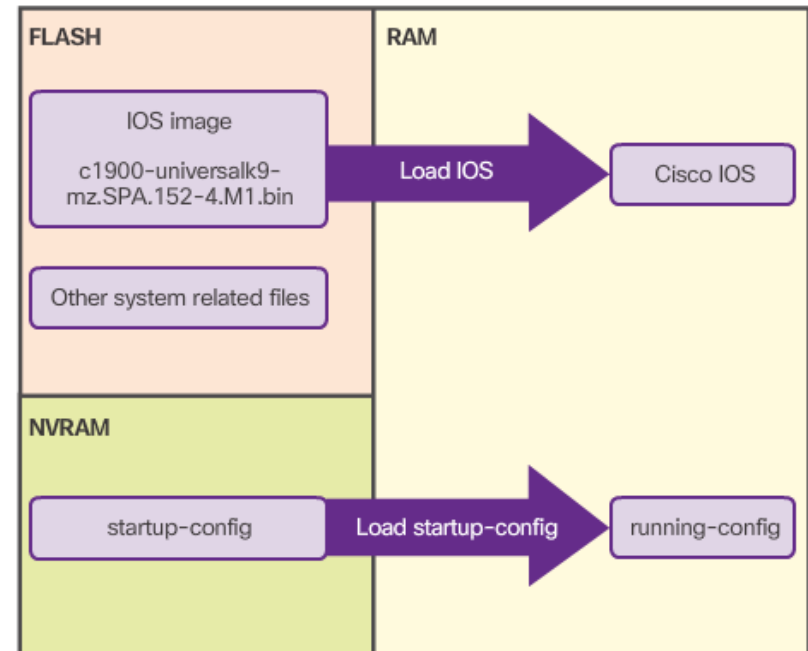 FLASH
RAM
IOS image
c1900-universalk9-
mz.SPA.152-4.M1.bin
Load IOS
Cisco IOS
Other system related files
NVRAM
startup-config
Load startup-config
running-config